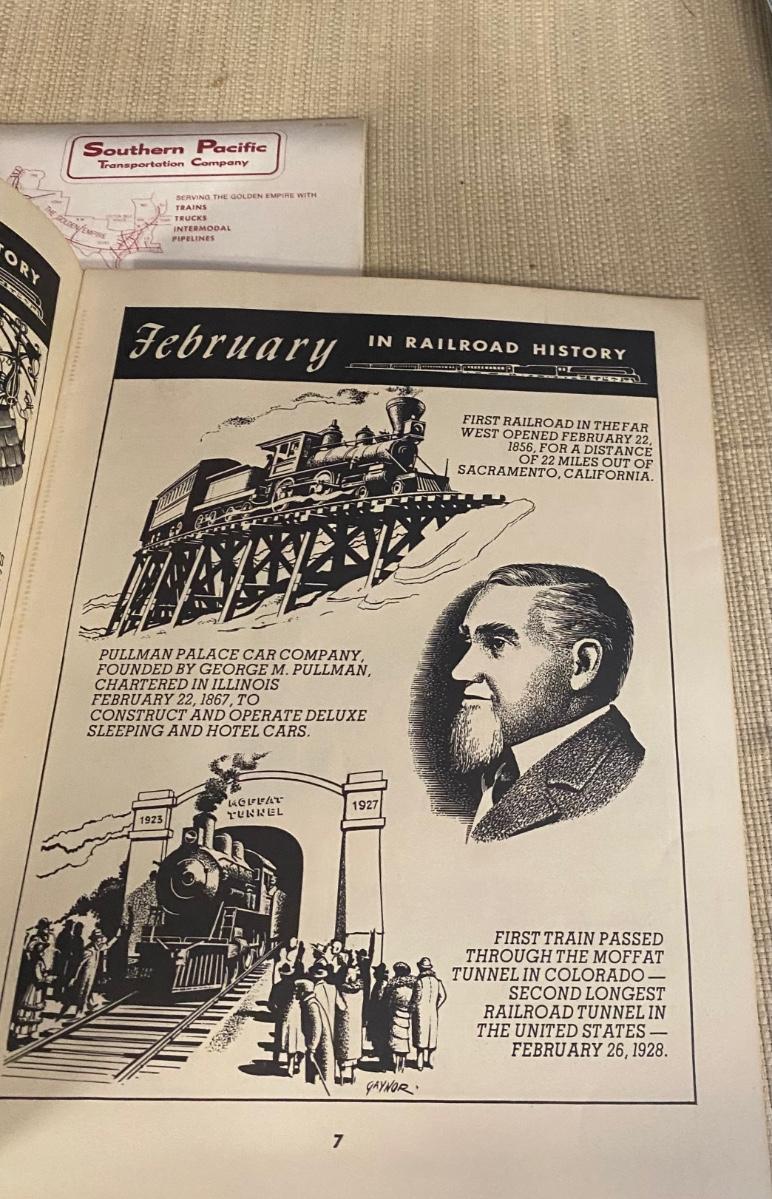 Southern Pacific
Transportation Company
SERVING THE GOLDEN EMPIRE WITH
TRAINS
TRUCKS
INTERMODAL
PIPELINES
THE GOLDEN EMPIRE
TORY
February IN RAILROAD HISTORY
FIRST RAILROAD IN THE FAR
WEST OPENED FEBRUARY 22,
1856, FOR A DISTANCE
OF 22 MILES OUT OF
SACRAMENTO, CALIFORNIA.
PULLMAN PALACE CAR COMPANY,
FOUNDED BY GEORGE M. PULLMAN,
CHARTERED IN ILLINOIS
FEBRUARY 22, 1867, TO
CONSTRUCT AND OPERATE DELUXE
SLEEPING AND HOTEL CARS.
MOFFAT
TUNNEL
1923
1927
FIRST TRAIN PASSED
THROUGH THE MOFFAT
TUNNEL IN COLORADO —
SECOND LONGEST
RAILROAD TUNNEL IN
THE UNITED STATES —
FEBRUARY 26, 1928.
GAYNOR
7